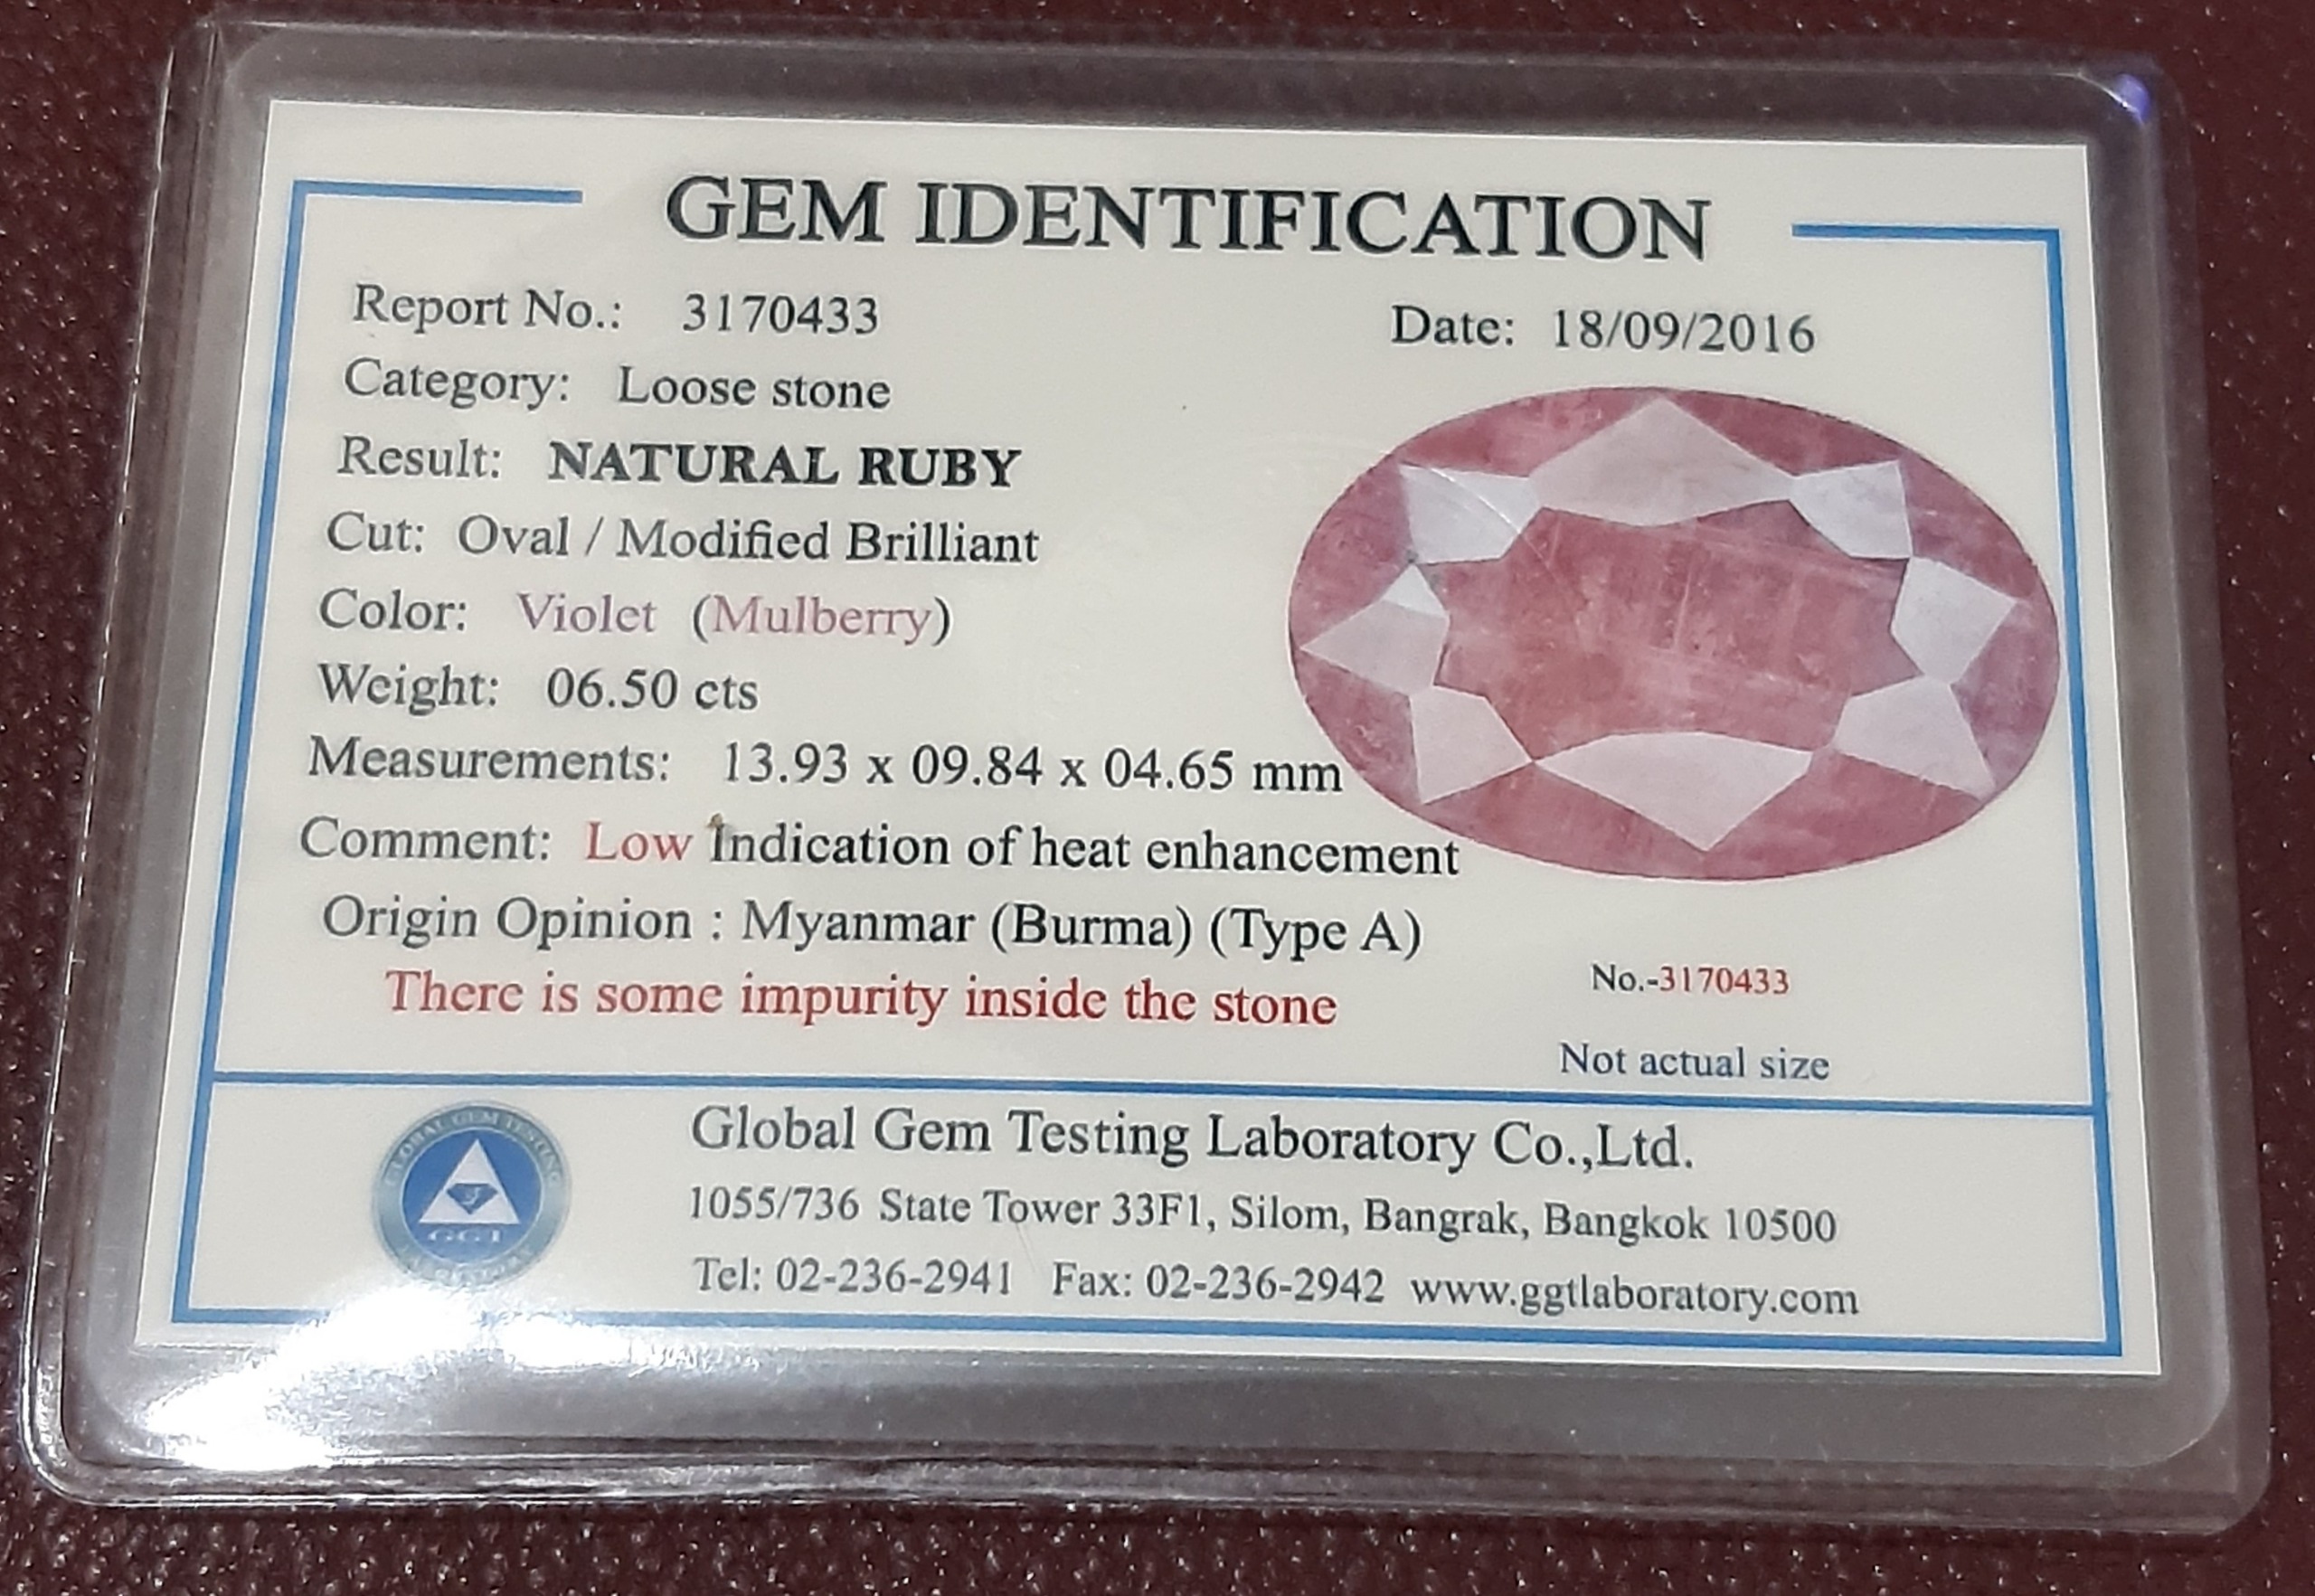 GEM IDENTIFICATION
Report No.: 3170433 Date: 18/09/2016
Category: Loose stone
Result: NATURAL RUBY
Cut: Oval / Modified Brilliant
Color: Violet (Mulberry)
Weight: 06.50 cts
Measurements: 13.93 x 09.84 x 04.65 mm
Comment: Low Indication of heat enhancement
Origin Opinion : Myanmar (Burma) (Type A)
There is some impurity inside the stone
No.-3170433
Not actual size
GLOBAL GEM TESTING
GGT
Global Gem Testing Laboratory Co.,Ltd.
1055/736 State Tower 33F1, Silom, Bangrak, Bangkok 10500
Tel: 02-236-2941 Fax: 02-236-2942 www.ggtlaboratory.com